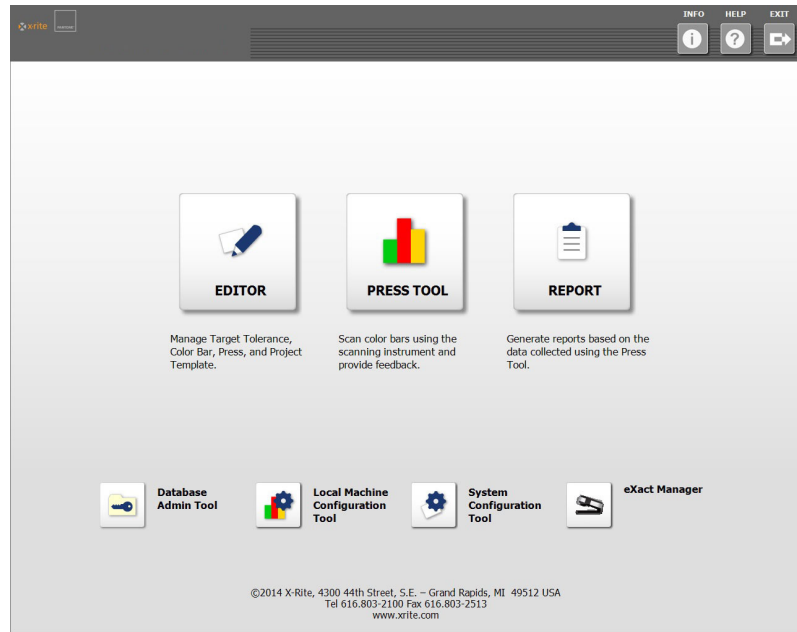 INFO HELP EXIT
x·rite
EDITOR PRESS TOOL REPORT
Manage Target Tolerance,
Color Bar, Press, and Project
Template.
Scan color bars using the
scanning instrument and
provide feedback.
Generate reports based on the
data collected using the Press
Tool.
Database
Admin Tool
Local Machine
Configuration
Tool
System
Configuration
Tool
eXact Manager
©2014 X-Rite, 4300 44th Street, S.E. – Grand Rapids, MI 49512 USA
Tel 616.803-2100 Fax 616.803-2513
www.xrite.com